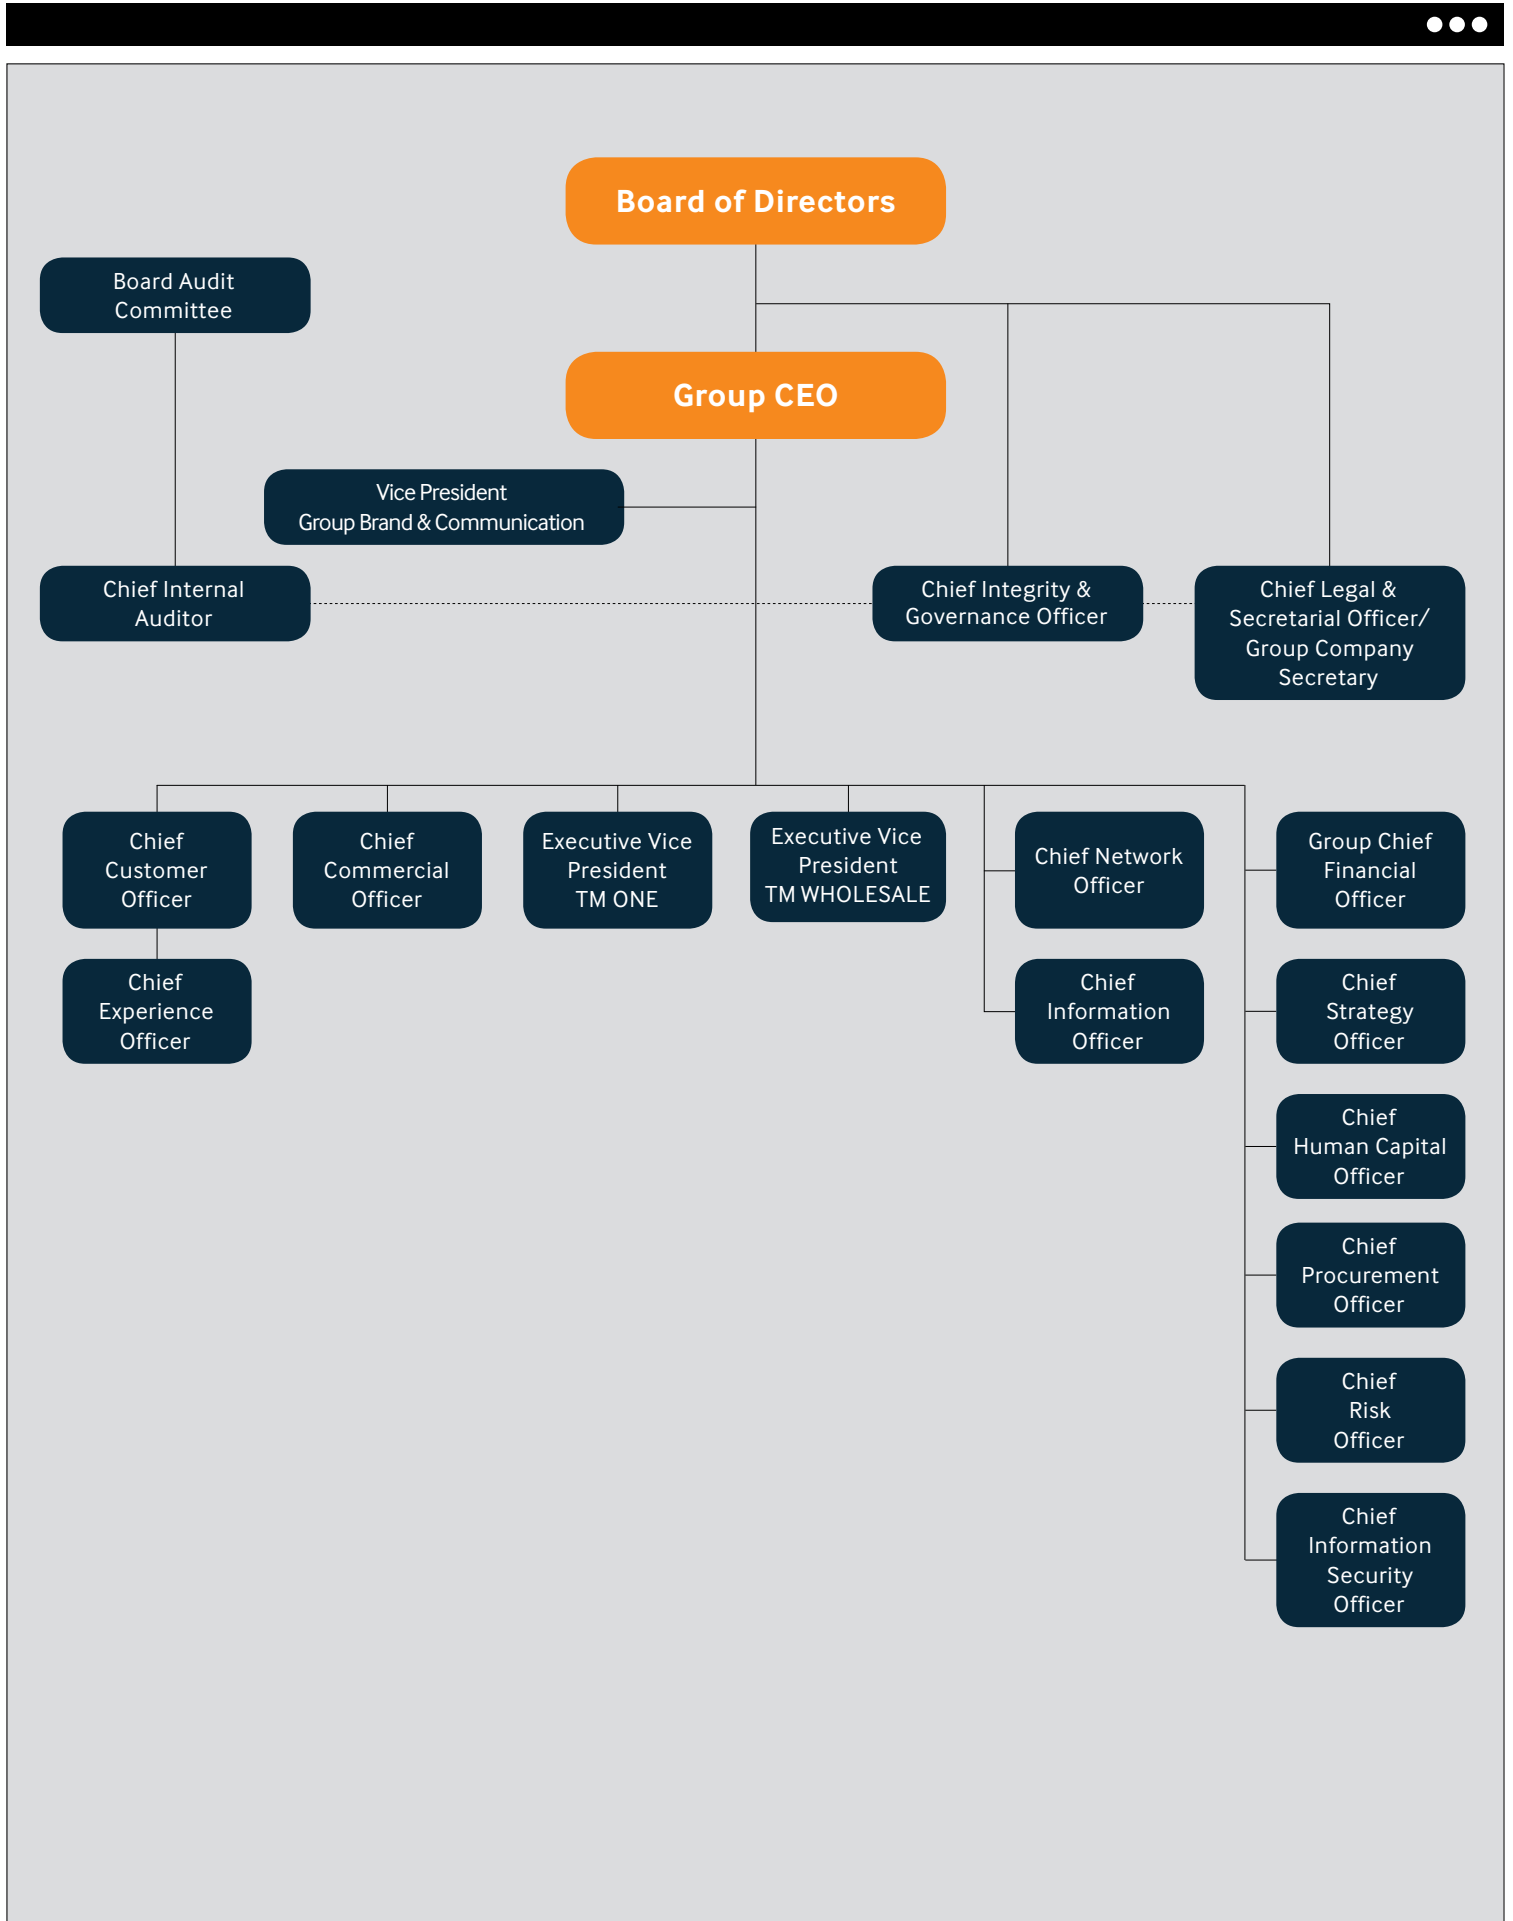 Board of Directors
Board Audit
Committee
Group CEO
Vice President
Group Brand & Communication
Chief Internal
Auditor
Chief Integrity &
Governance Officer
Chief Legal &
Secretarial Officer/
Group Company
Secretary
Chief
Customer
Officer
Chief
Commercial
Officer
Executive Vice
President
TM ONE
Executive Vice
President
TM WHOLESALE
Chief Network
Officer
Group Chief
Financial
Officer
Chief
Experience
Officer
Chief
Information
Officer
Chief
Strategy
Officer
Chief
Human Capital
Officer
Chief
Procurement
Officer
Chief
Risk
Officer
Chief
Information
Security
Officer